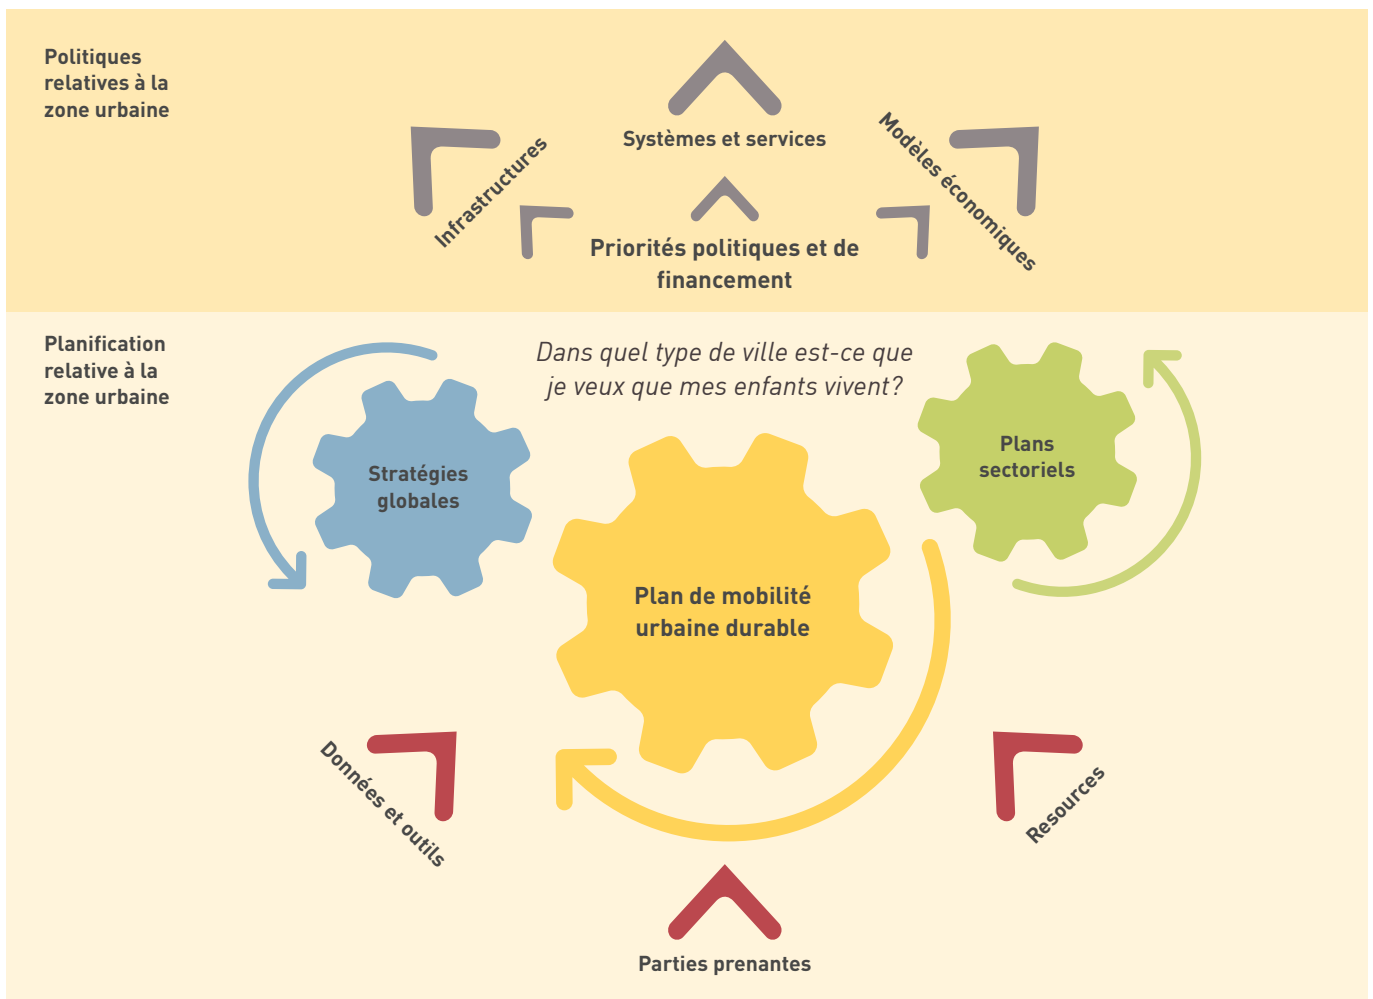 Politiques
relatives à la
zone urbaine
Systèmes et services
Infrastructures
Modèles économiques
Priorités politiques et de
financement
Planification
relative à la
zone urbaine
Dans quel type de ville est-ce que
je veux que mes enfants vivent?
Stratégies
globales
Plans
sectoriels
Plan de mobilité
urbaine durable
Données et outils
Resources
Parties prenantes